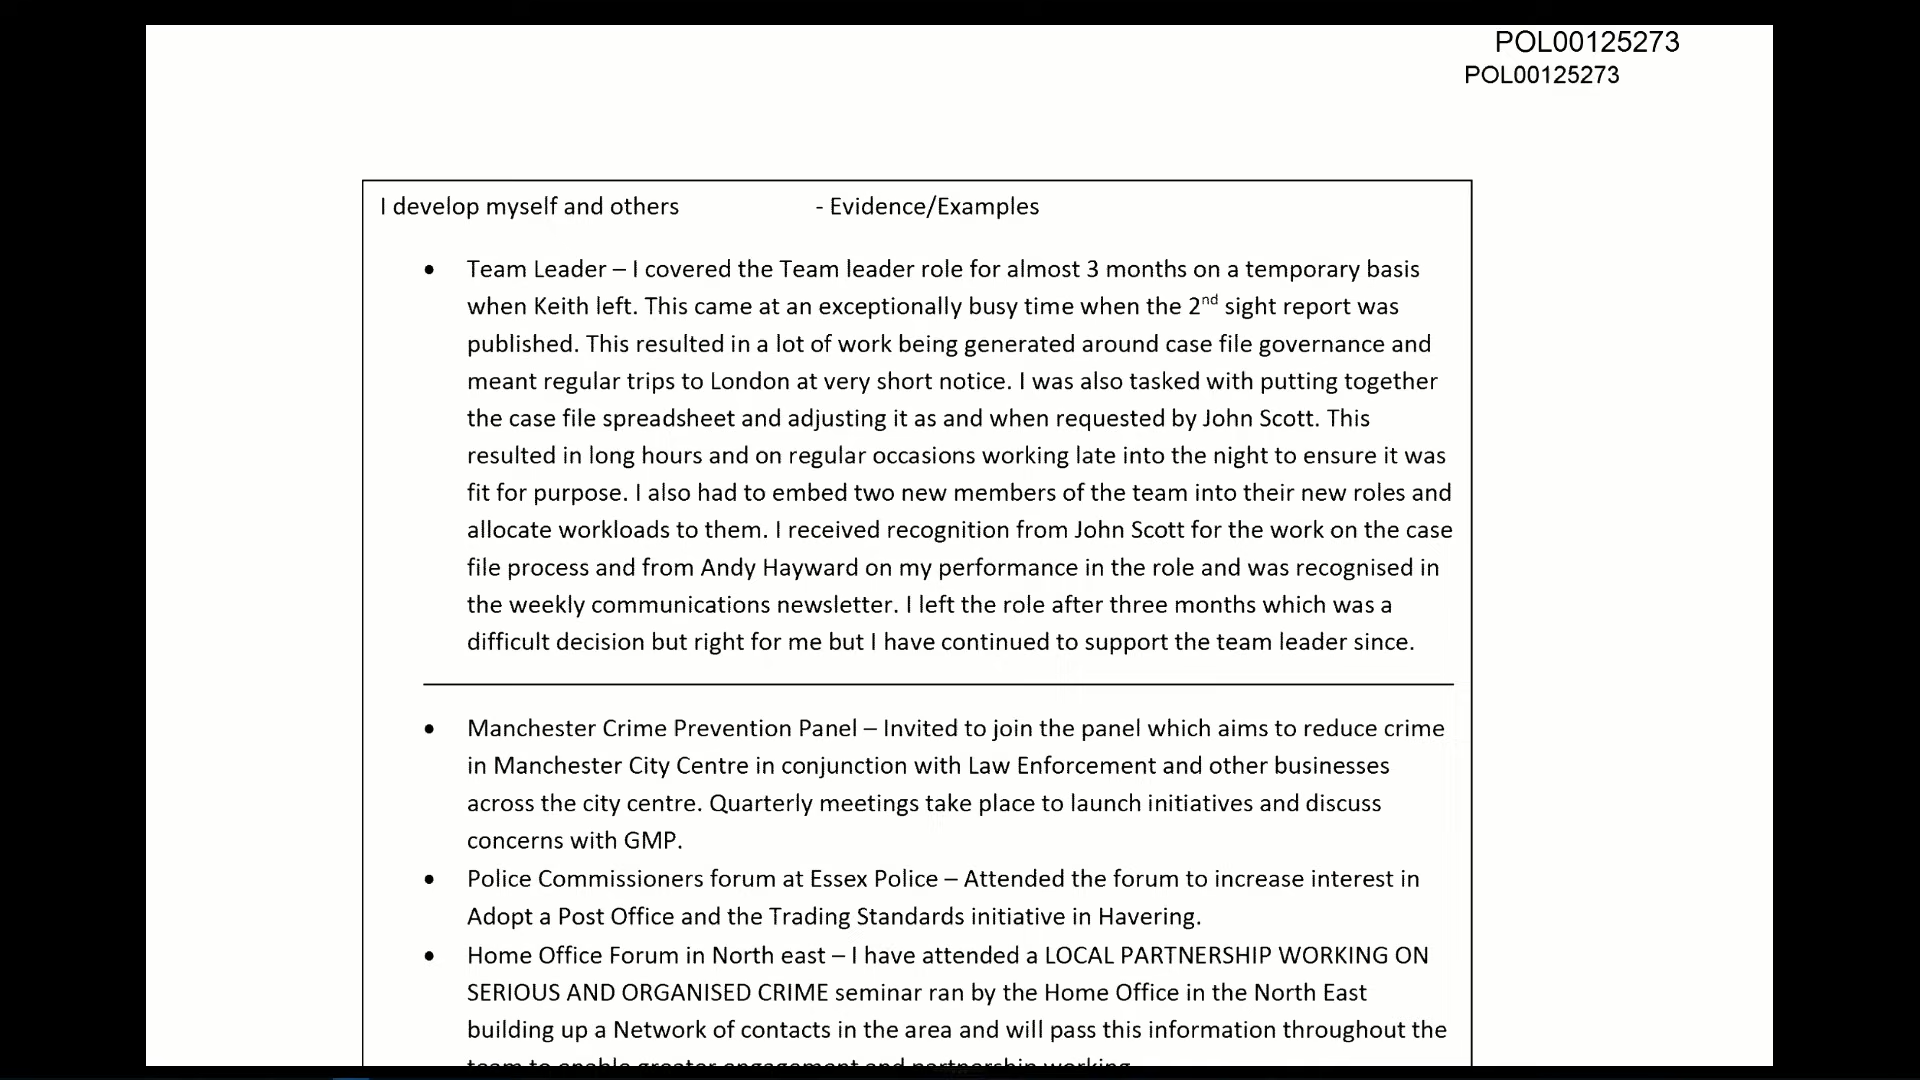 POL00125273
POL00125273
I develop myself and others - Evidence/Examples
• Team Leader – I covered the Team leader role for almost 3 months on a temporary basis
when Keith left. This came at an exceptionally busy time when the 2nd sight report was
published. This resulted in a lot of work being generated around case file governance and
meant regular trips to London at very short notice. I was also tasked with putting together
the case file spreadsheet and adjusting it as and when requested by John Scott. This
resulted in long hours and on regular occasions working late into the night to ensure it was
fit for purpose. I also had to embed two new members of the team into their new roles and
allocate workloads to them. I received recognition from John Scott for the work on the case
file process and from Andy Hayward on my performance in the role and was recognised in
the weekly communications newsletter. I left the role after three months which was a
difficult decision but right for me but I have continued to support the team leader since.
• Manchester Crime Prevention Panel – Invited to join the panel which aims to reduce crime
in Manchester City Centre in conjunction with Law Enforcement and other businesses
across the city centre. Quarterly meetings take place to launch initiatives and discuss
concerns with GMP.
• Police Commissioners forum at Essex Police – Attended the forum to increase interest in
Adopt a Post Office and the Trading Standards initiative in Havering.
• Home Office Forum in North east – I have attended a LOCAL PARTNERSHIP WORKING ON
SERIOUS AND ORGANISED CRIME seminar ran by the Home Office in the North East
building up a Network of contacts in the area and will pass this information throughout the
team to enable greater engagement and partnership working.